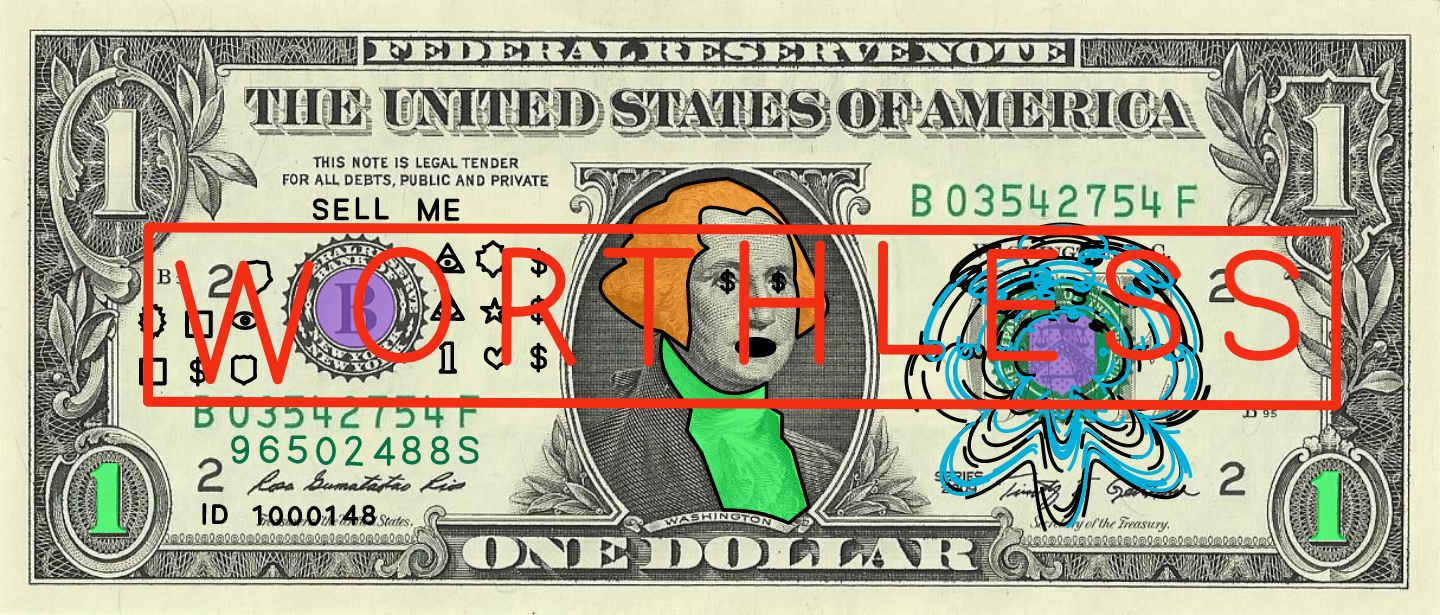 FEDERAL RESERVE NOTE
THE UNITED STATES OF AMERICA
1
1
THIS NOTE IS LEGAL TENDER
FOR ALL DEBTS, PUBLIC AND PRIVATE
SELL ME
B 03542754 F
WORTHLESS
B
2
2
1 $
$
$
$
$ $
B 03542754 F
96502488S
2
2
SERIES
ID 1000148
WASHINGTON
of the Treasury.
1
1
ONE DOLLAR